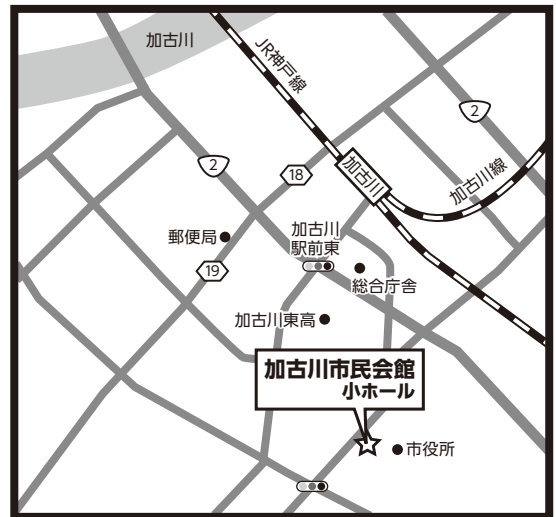 加古川
JR神戸線
2
2
18
加古川
加古川線
加古川
駅前東
郵便局
19
総合庁舎
加古川東高
加古川市民会館
小ホール
市役所